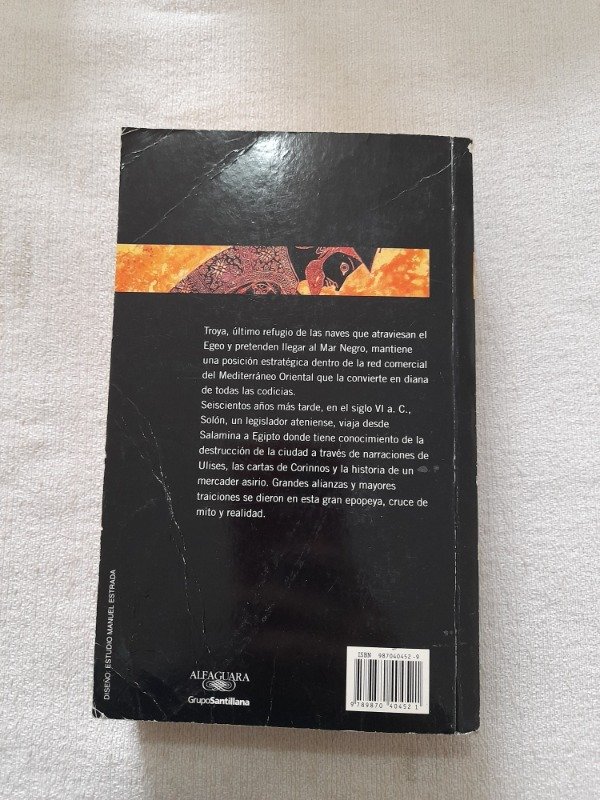 Troya, último refugio de las naves que atraviesan el
Egeo y pretenden llegar al Mar Negro, mantiene
una posición estratégica dentro de la red comercial
del Mediterráneo Oriental que la convierte en diana
de todas las codicias.
Seiscientos años más tarde, en el siglo VI a. C.,
Solón, un legislador ateniense, viaja desde
Salamina a Egipto donde tiene conocimiento de la
destrucción de la ciudad a través de narraciones de
Ulises, las cartas de Corinnos y la historia de un
mercader asirio. Grandes alianzas y mayores
traiciones se dieron en esta gran epopeya, cruce de
mito y realidad.
DISEÑO: ESTUDIO MANUEL ESTRADA
ALFAGUARA
GrupoSantillana
ISBN 987040452-9
9 789870 404521